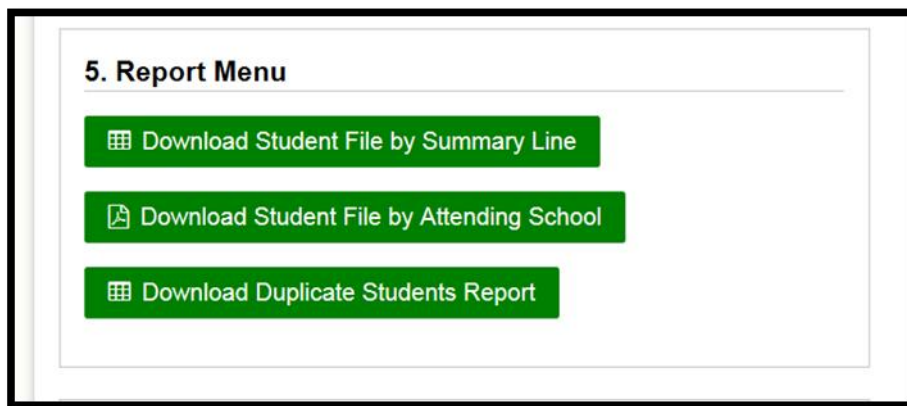 5. Report Menu
Download Student File by Summary Line
Download Student File by Attending School
Download Duplicate Students Report